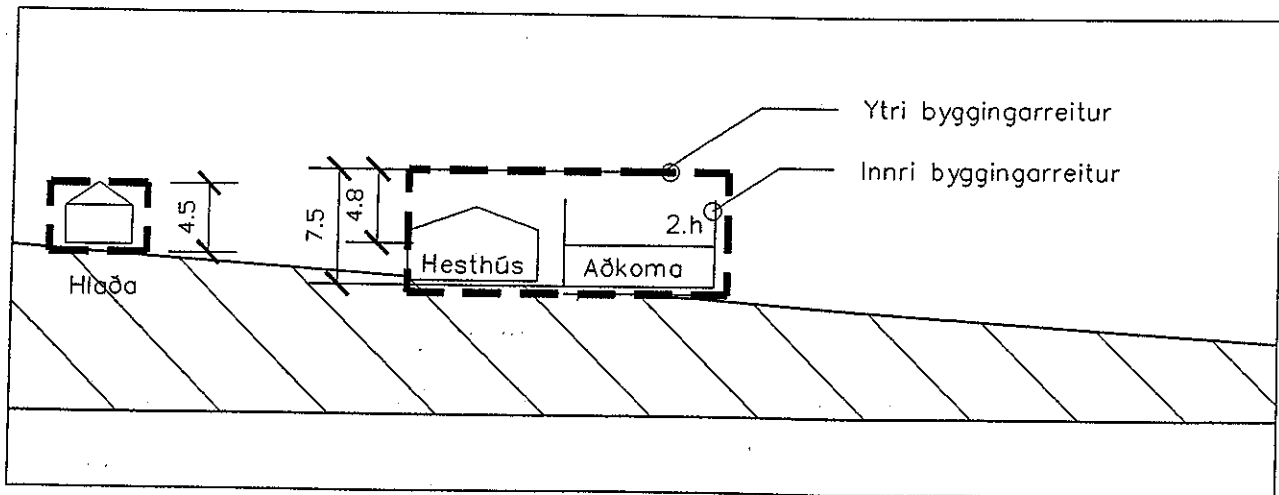 Ytri byggingarreitur
Innri byggingarreitur
4.5
7.5
4.8
2.h
Hesthús
Aðkoma
Hlaða